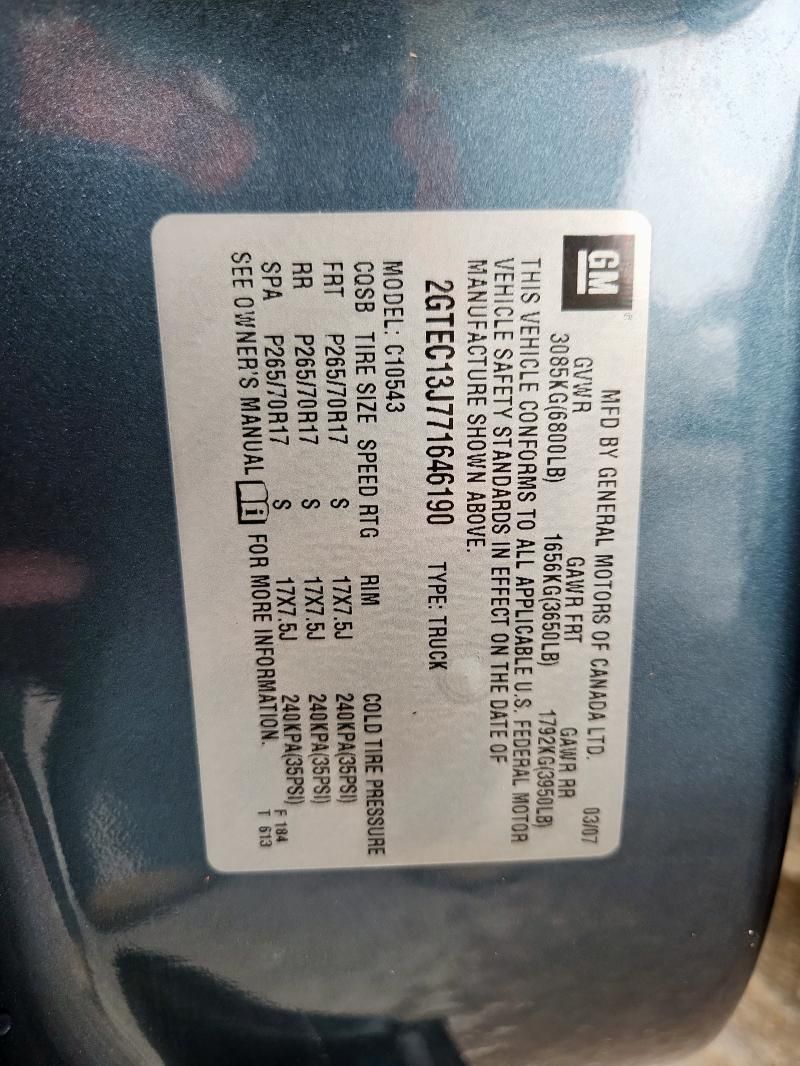 GM®
MFD BY GENERAL MOTORS OF CANADA LTD. 03/07
GVWR GAWR FRT GAWR RR
3085KG(6800LB) 1656KG(3650LB) 1792KG(3950LB)
THIS VEHICLE CONFORMS TO ALL APPLICABLE U.S. FEDERAL MOTOR
VEHICLE SAFETY STANDARDS IN EFFECT ON THE DATE OF
MANUFACTURE SHOWN ABOVE.
2GTEC13J771646190 TYPE: TRUCK
MODEL: C10543
CQSB TIRE SIZE SPEED RTG RIM COLD TIRE PRESSURE
FRT P265/70R17 S 17X7.5J 240KPA(35PSI)
RR P265/70R17 S 17X7.5J 240KPA(35PSI)
SPA P265/70R17 S 17X7.5J 240KPA(35PSI)
SEE OWNER'S MANUAL i FOR MORE INFORMATION.
F 184
T 613